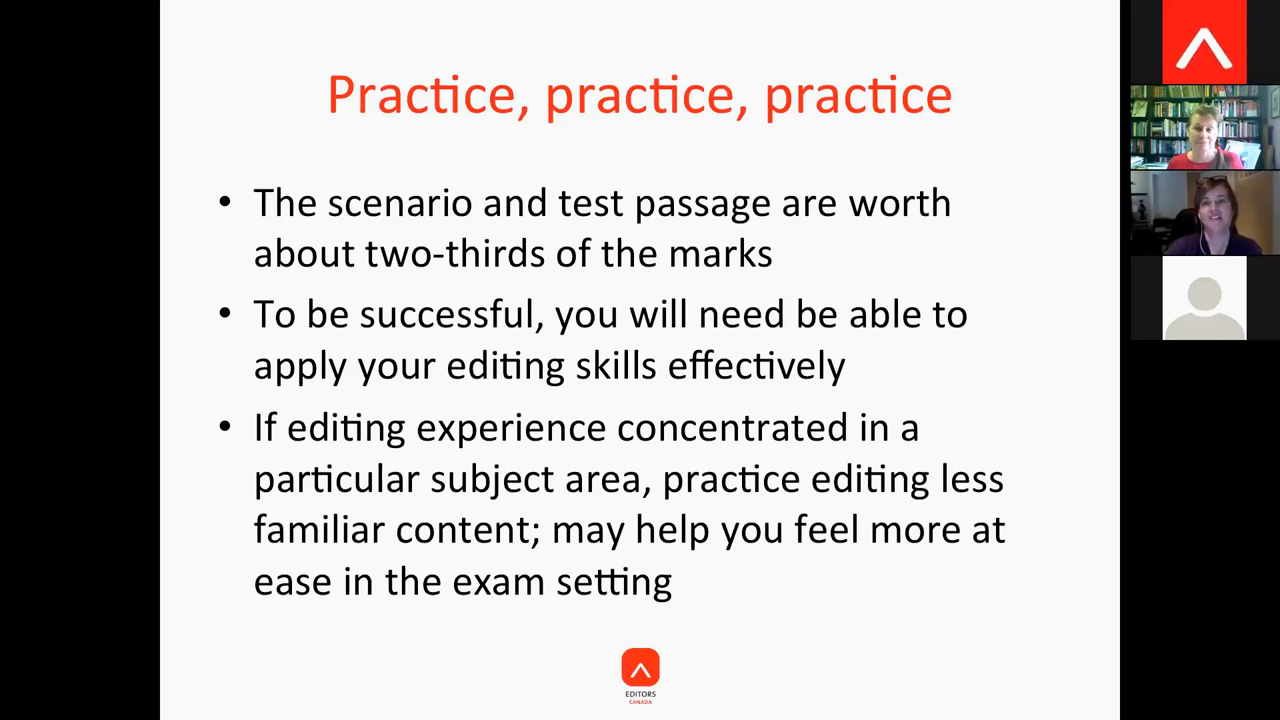 Practice, practice, practice
• The scenario and test passage are worth
about two-thirds of the marks
• To be successful, you will need be able to
apply your editing skills effectively
• If editing experience concentrated in a
particular subject area, practice editing less
familiar content; may help you feel more at
ease in the exam setting
EDITORS
CANADA